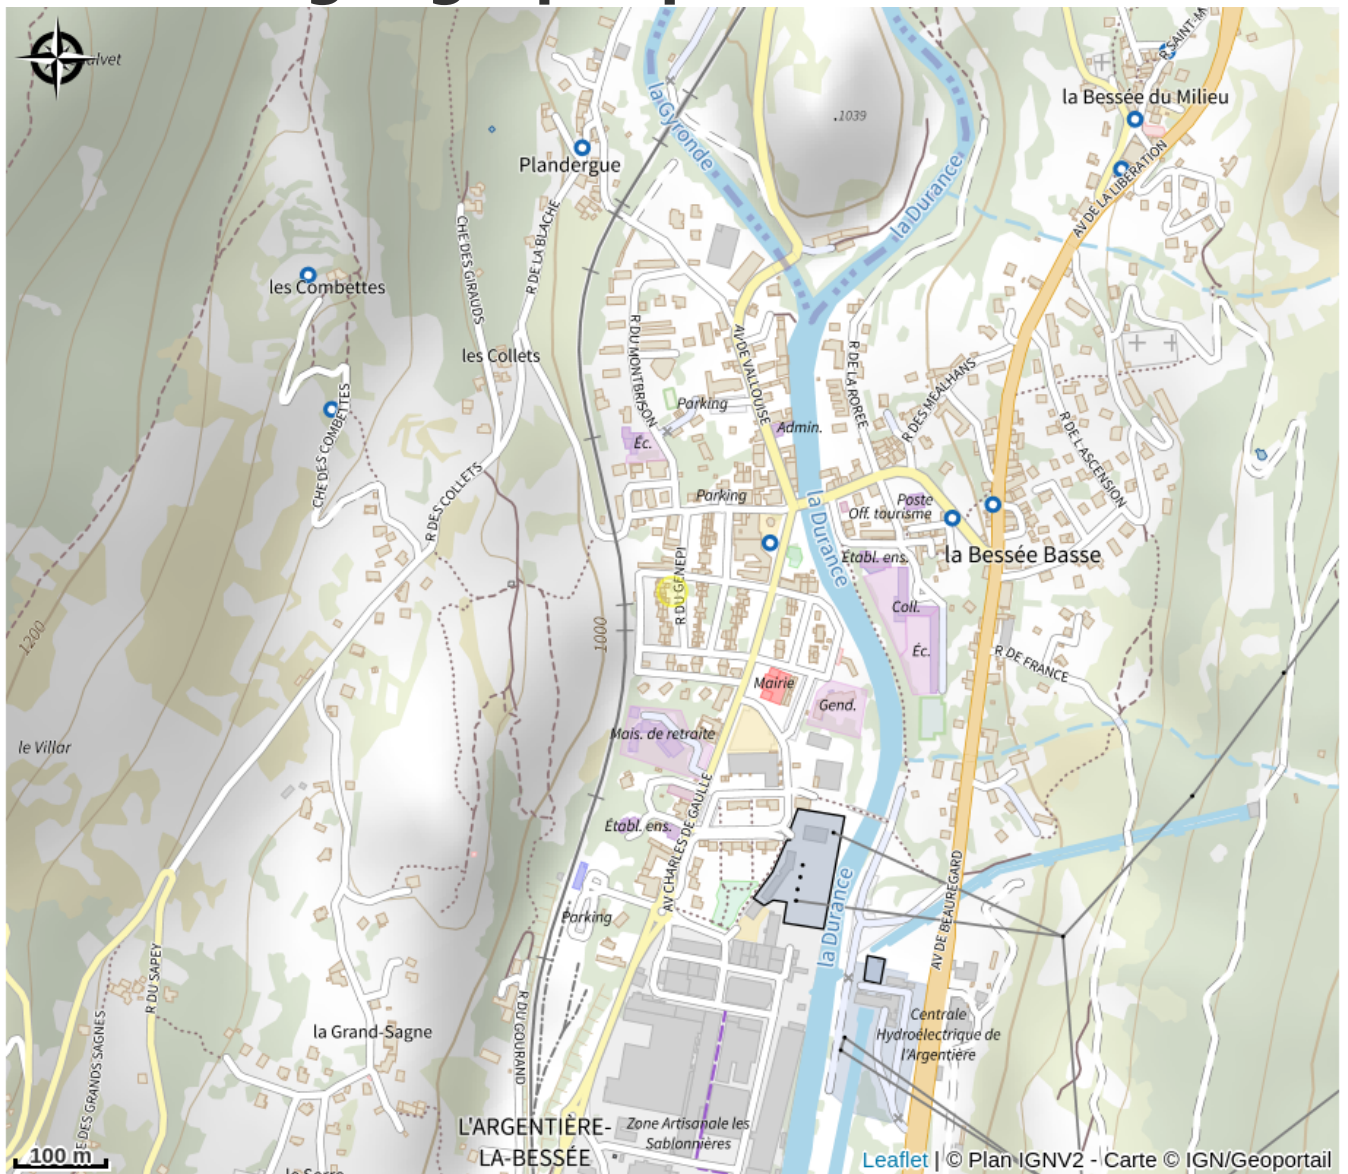 R SAINT-M
la Bessée du Milieu
la Gyronde
.1039
Plandergue
la Durance
AV DE LA LIBERATION
CHE DES GIRAUDS
R DE LA BLACHE
les Combettes
les Collets
R DU MONTBRISON
AV DE VALLOUISE
R DE LA POREE
R DES MEALHANS
Parking
CHE DES COMBETTES
R DE L'ASCENSION
Admin.
Éc.
R DES COLLETS
Parking
la Durance
Poste
Off. tourisme
Établ. ens.
la Bessée Basse
R DU GENEPI
Coll.
1200
1000
Éc.
R DE FRANCE
Mairie
Gend.
le Villar
Mais. de retraite
Établ. ens.
AV CHARLES DE GAULLE
la Durance
AV DE BEAUREGARD
Parking
R DU SAPEY
Centrale
Hydroélectrique de
l'Argentière
la Grand-Sagne
R DU GOURAND
E DES GRANDS SAGNES
L'ARGENTIÈRE-
LA-BESSÉE
Zone Artisanale les
Sablonnières
100 m
Leaflet | © Plan IGNV2 - Carte © IGN/Geoportail